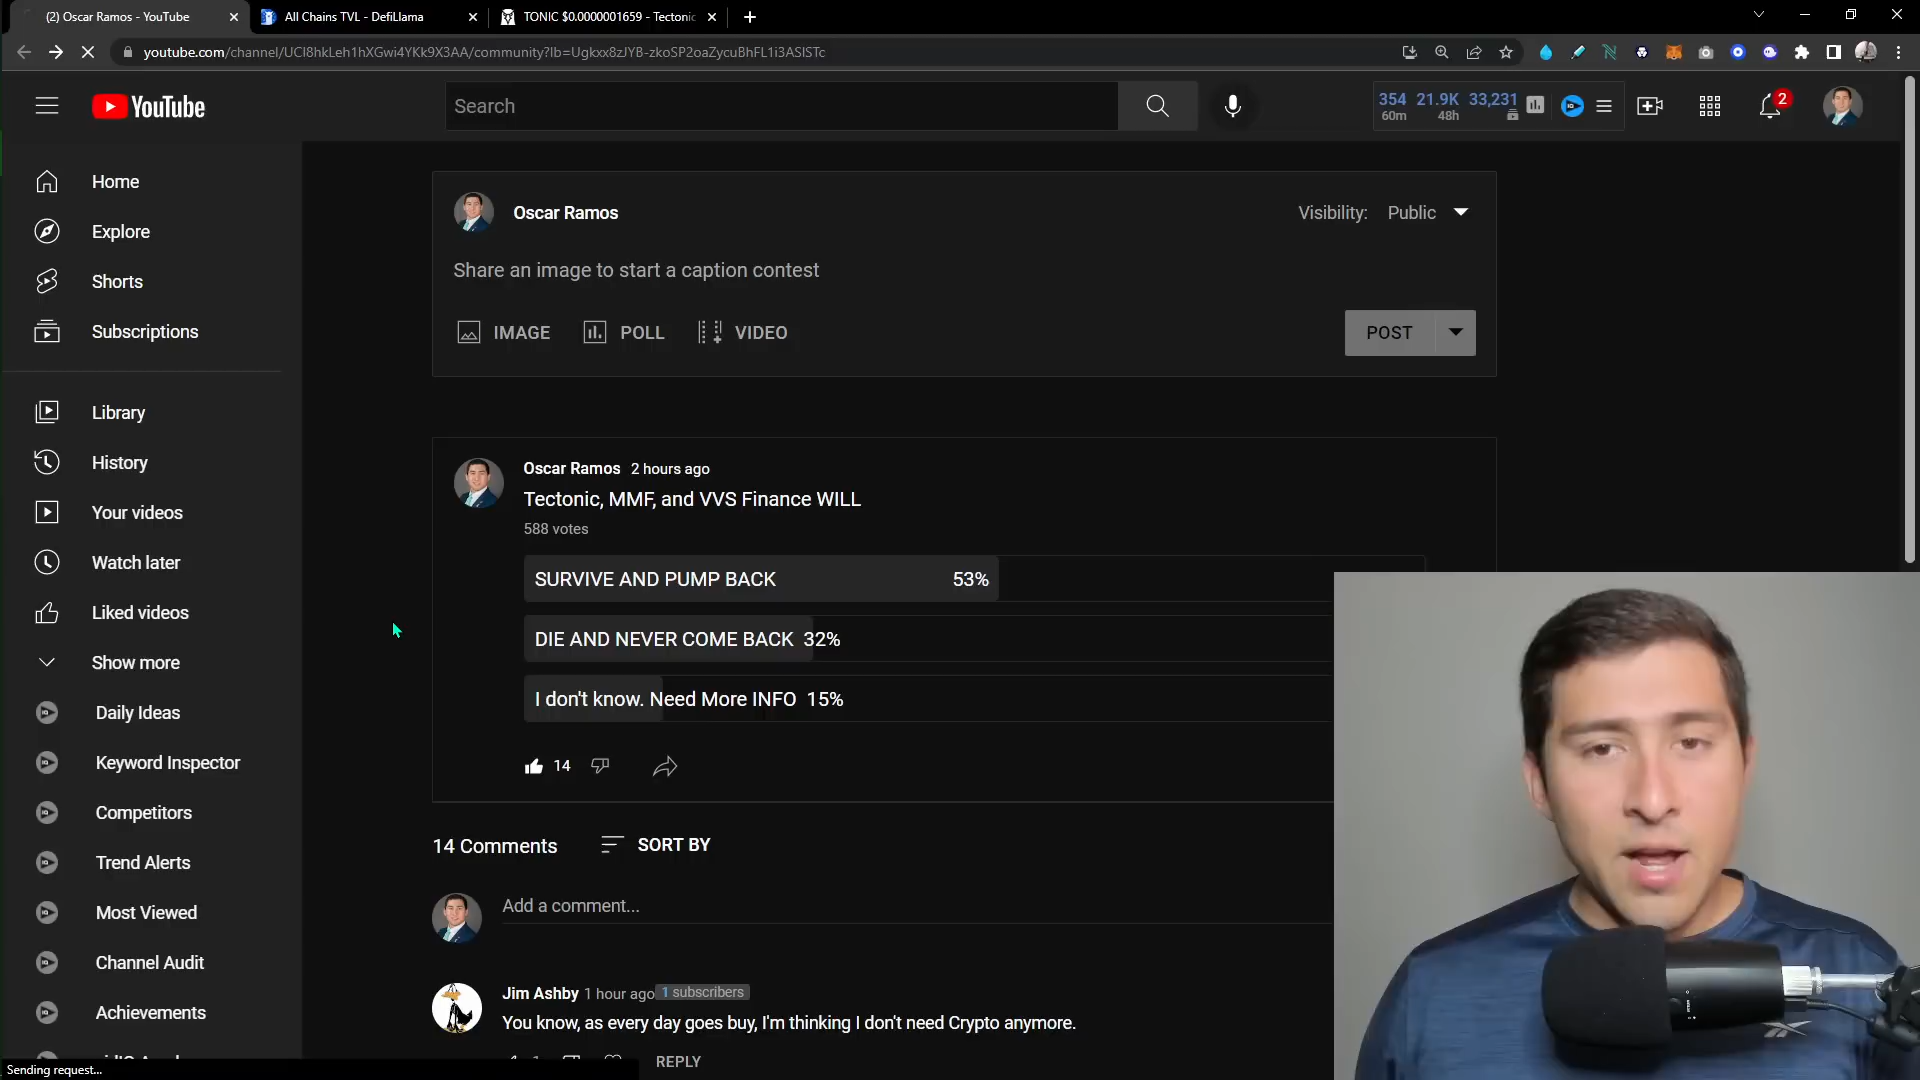 (2) Oscar Ramos - YouTube
All Chains TVL - DefiLlama
TONIC $0.0000001659 - Tectonic
youtube.com/channel/UCI8hkLeh1hXGwi4YKk9X3AA/community?lb=Ugkxx8zJYB-zkoSP2oaZycuBhFL1i3ASISTc
YouTube
Search
354 21.9K 33,231
60m 48h
2
Home
Explore
Shorts
Subscriptions
Library
History
Your videos
Watch later
Liked videos
Show more
Daily Ideas
Keyword Inspector
Competitors
Trend Alerts
Most Viewed
Channel Audit
Achievements
Sending request...
Oscar Ramos
Visibility: Public
Share an image to start a caption contest
IMAGE POLL VIDEO
POST
Oscar Ramos 2 hours ago
Tectonic, MMF, and VVS Finance WILL
588 votes
SURVIVE AND PUMP BACK 53%
DIE AND NEVER COME BACK 32%
I don't know. Need More INFO 15%
14
14 Comments SORT BY
Add a comment...
Jim Ashby 1 hour ago 1 subscribers
You know, as every day goes buy, I'm thinking I don't need Crypto anymore.
REPLY